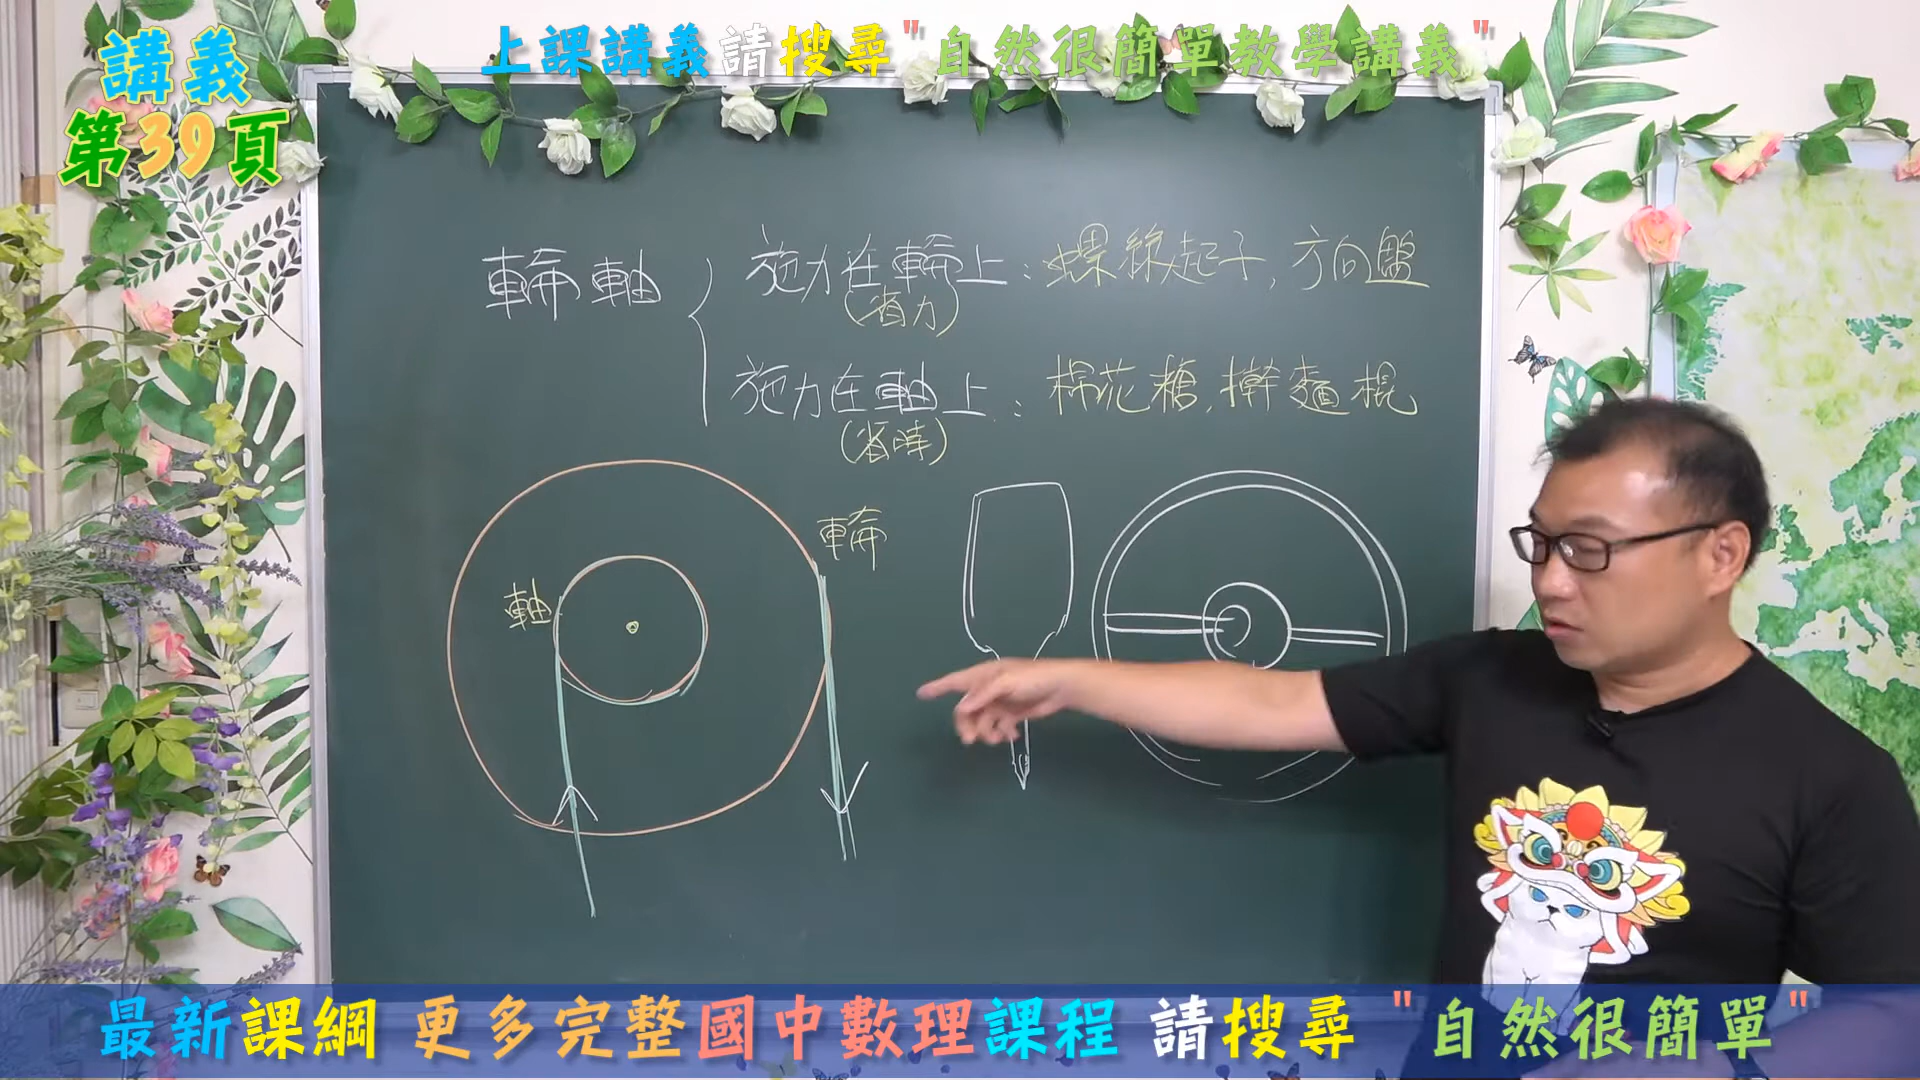 上課講義請搜尋"自然很簡單教學講義"
講義
第39頁
輪軸
施力在輪上:螺絲起子,方向盤
(省力)
施力在軸上:棉花糖,擀麵棍
(省時)
輪
軸
最新課綱 更多完整國中數理課程 請搜尋 "自然很簡單"